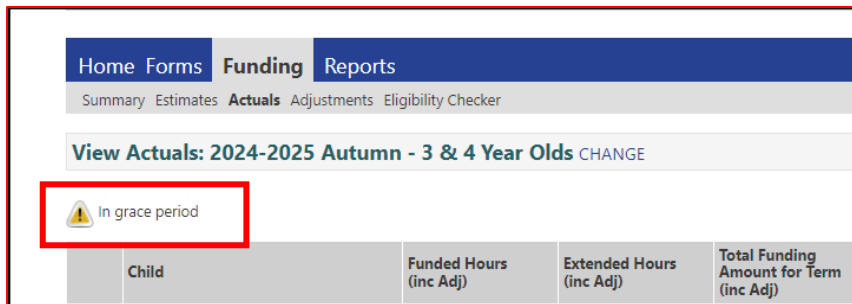 Home Forms Funding Reports
Summary Estimates Actuals Adjustments Eligibility Checker
View Actuals: 2024-2025 Autumn - 3 & 4 Year Olds CHANGE
In grace period
Child
Funded Hours
(inc Adj)
Extended Hours
(inc Adj)
Total Funding
Amount for Term
(inc Adj)